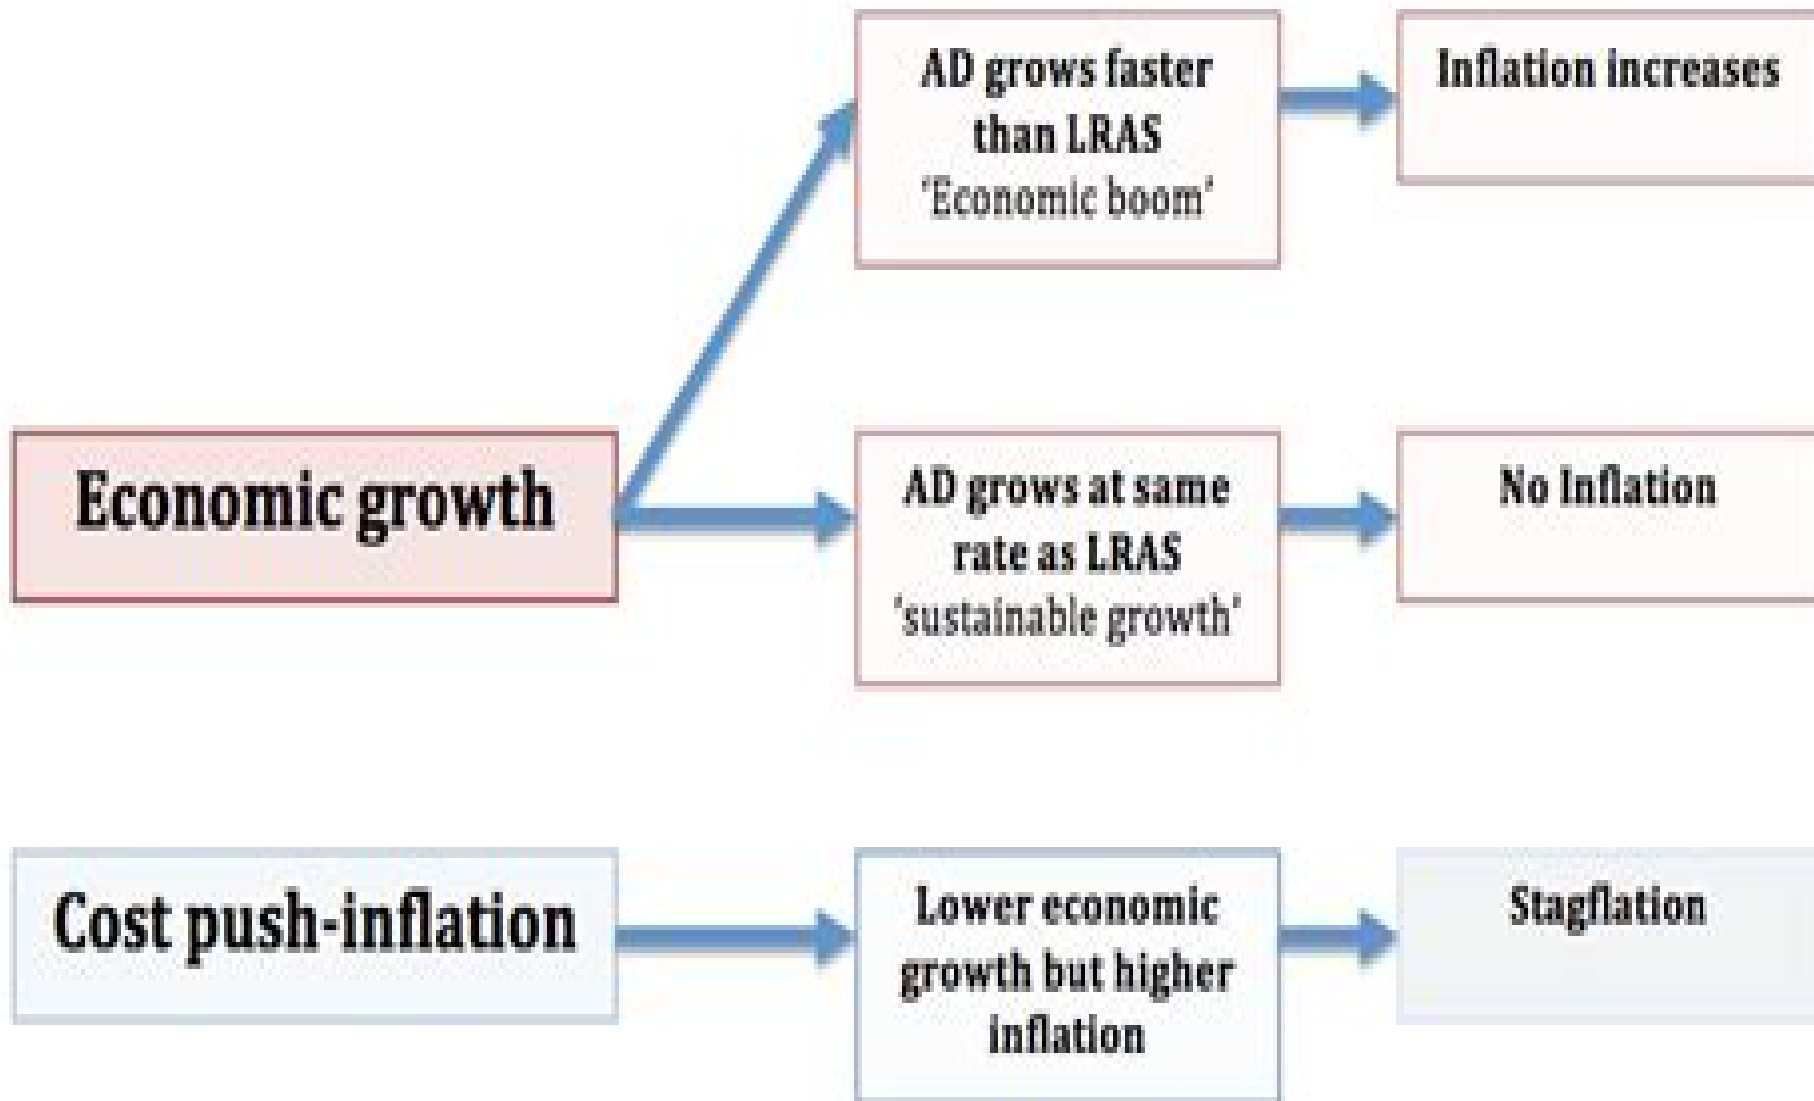 AD grows faster
than LRAS
'Economic boom'
Inflation increases
Economic growth
AD grows at same
rate as LRAS
'sustainable growth'
No Inflation
Cost push-inflation
Lower economic
growth but higher
inflation
Stagflation